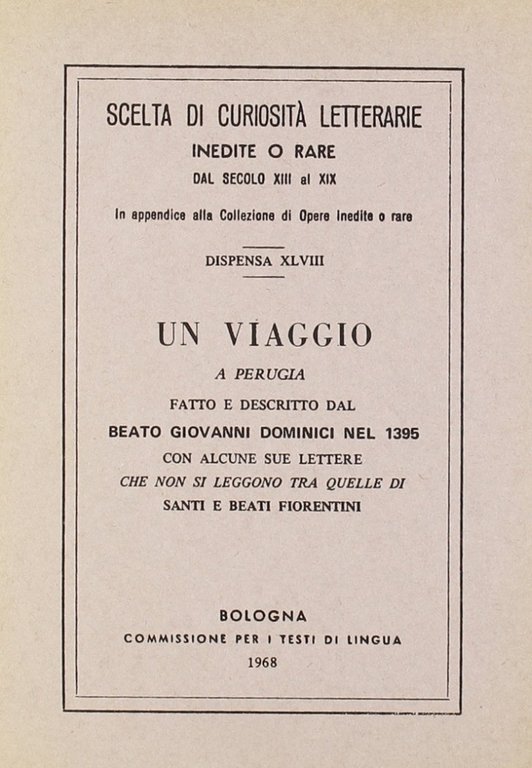 SCELTA DI CURIOSITÀ LETTERARIE
INEDITE O RARE
DAL SECOLO XIII al XIX
In appendice alla Collezione di Opere Inedite o rare
DISPENSA XLVIII
UN VIAGGIO
A PERUGIA
FATTO E DESCRITTO DAL
BEATO GIOVANNI DOMINICI NEL 1395
CON ALCUNE SUE LETTERE
CHE NON SI LEGGONO TRA QUELLE DI
SANTI E BEATI FIORENTINI
BOLOGNA
COMMISSIONE PER I TESTI DI LINGUA
1968